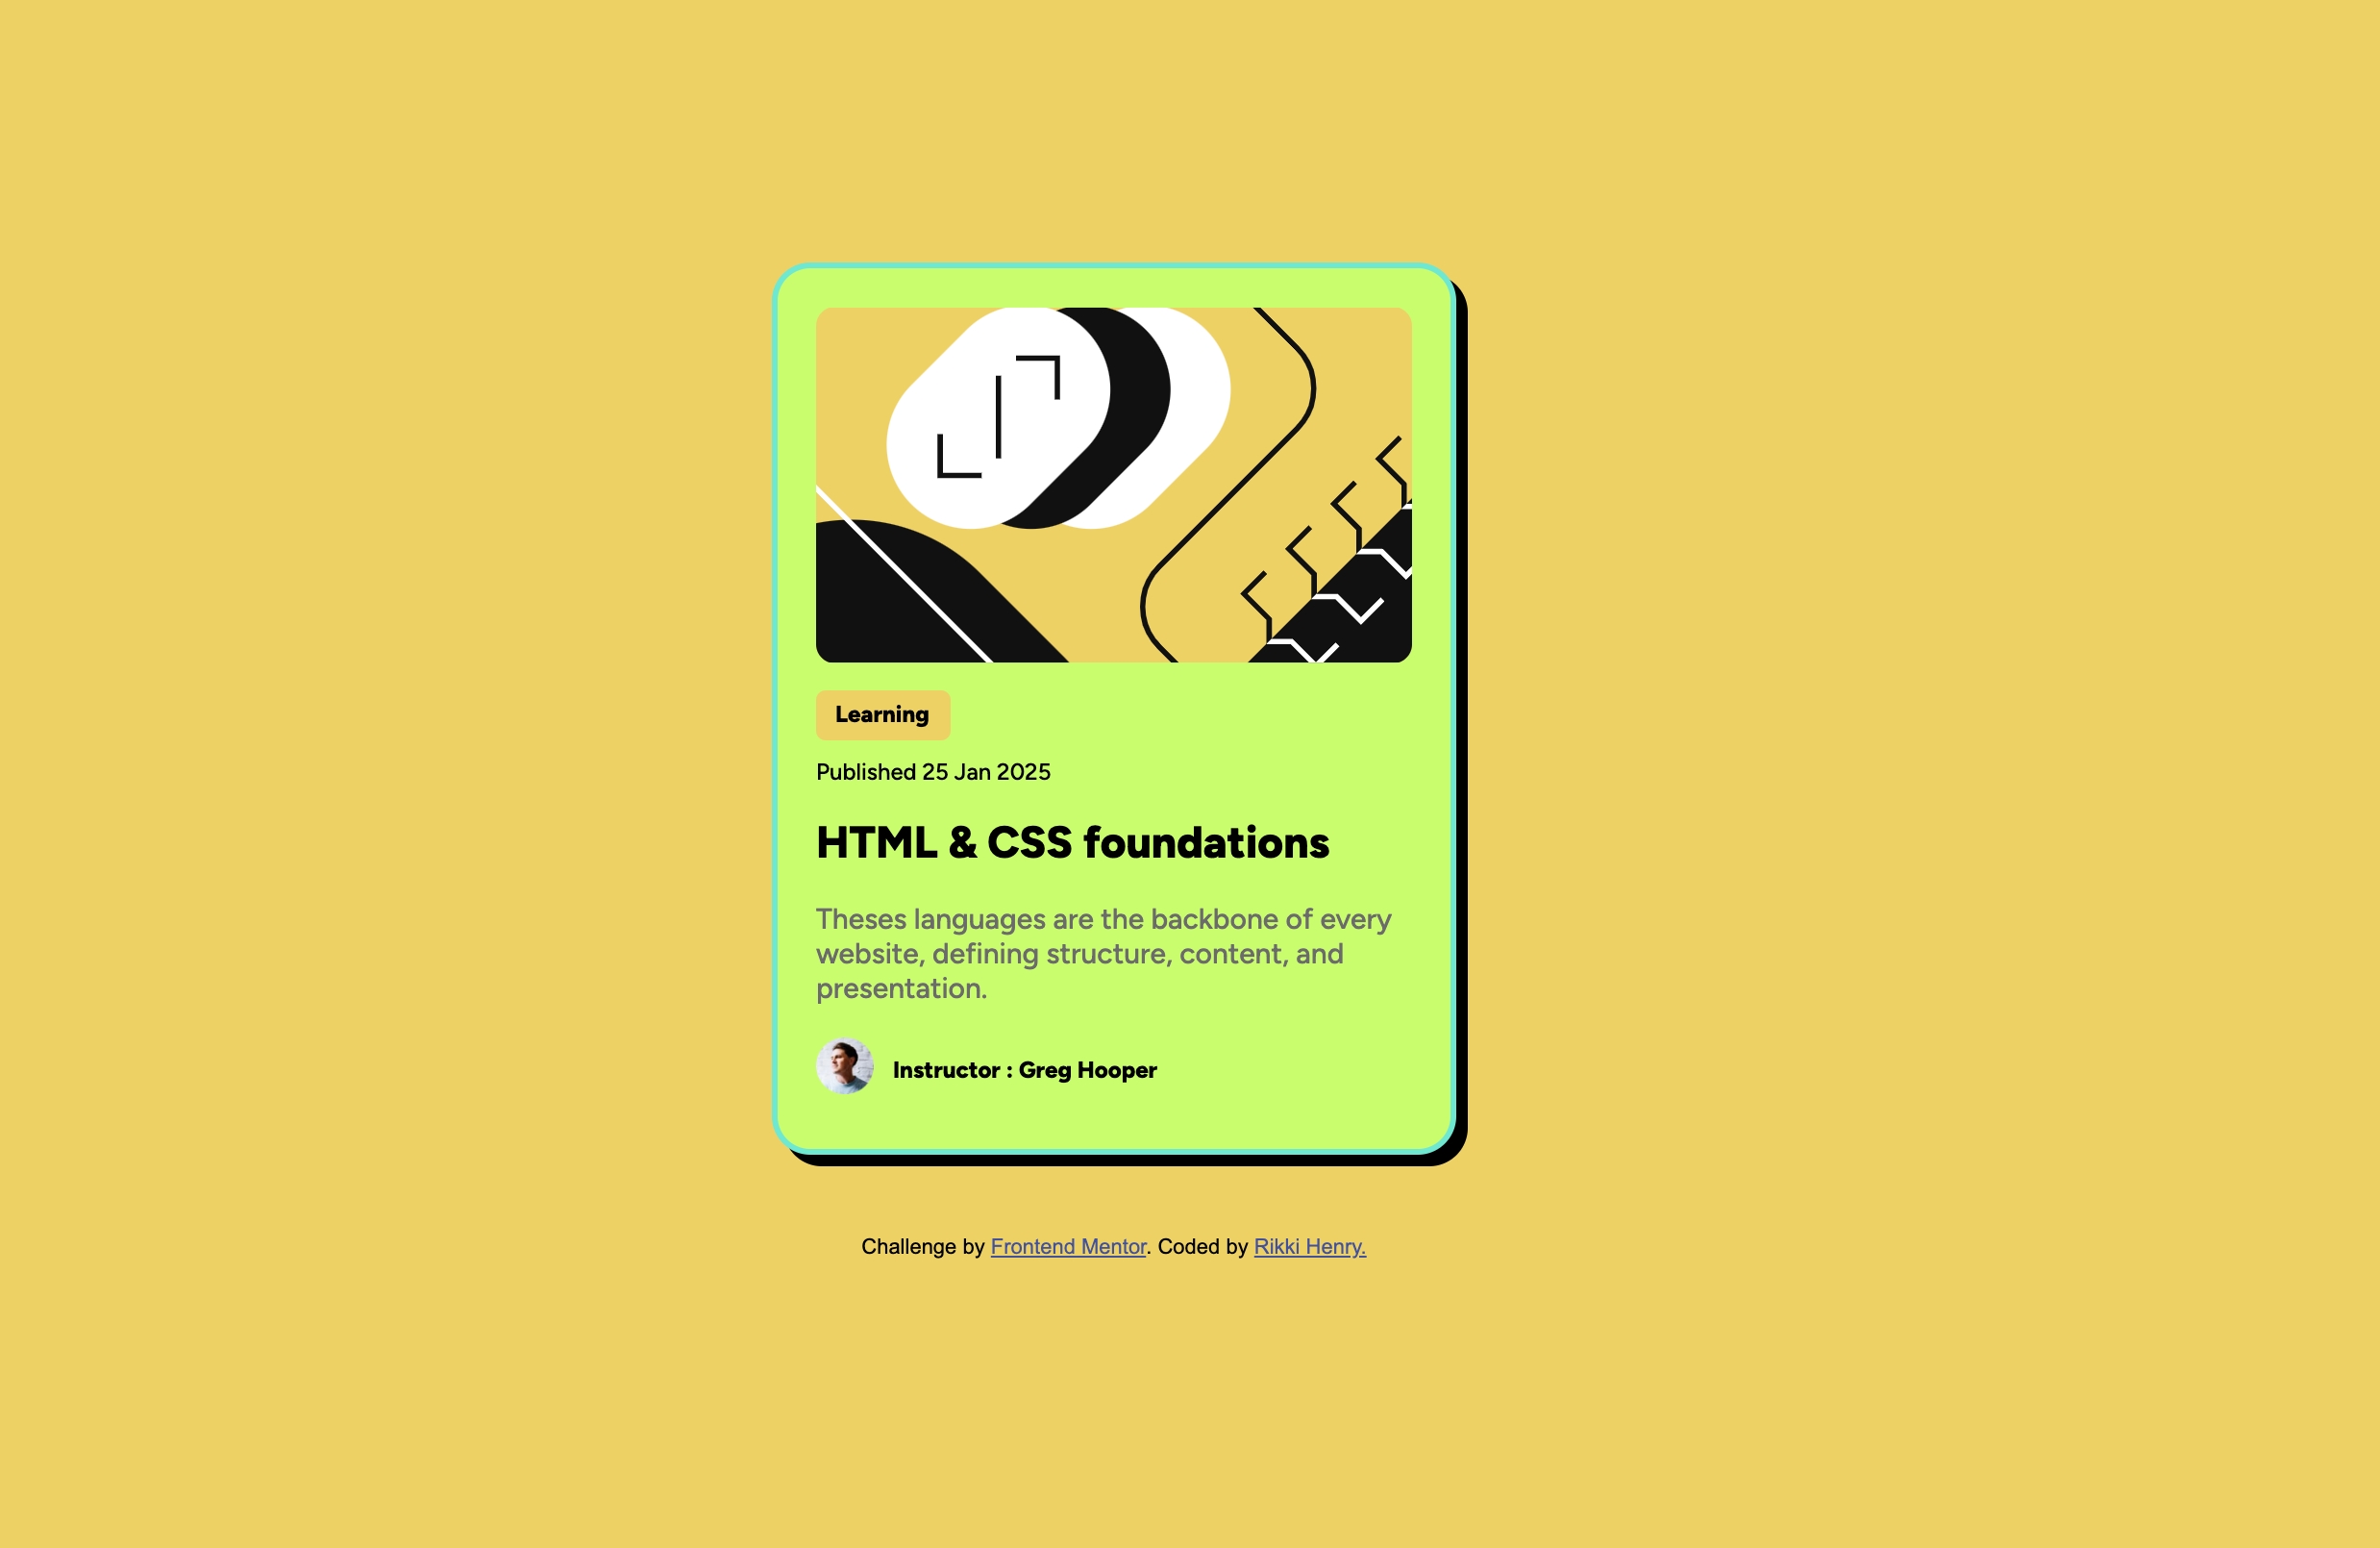 Learning
Published 25 Jan 2025
HTML & CSS foundations
Theses languages are the backbone of every
website, defining structure, content, and
presentation.
Instructor : Greg Hooper
Challenge by Frontend Mentor. Coded by Rikki Henry.